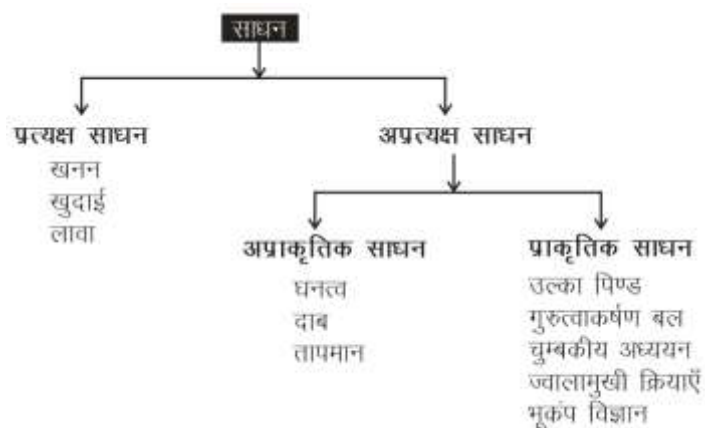 साधन
प्रत्यक्ष साधन
खनन
खुदाई
लावा
अप्रत्यक्ष साधन
अप्राकृतिक साधन
घनत्व
दाब
तापमान
प्राकृतिक साधन
उल्का पिण्ड
गुरुत्वाकर्षण बल
चुम्बकीय अध्ययन
ज्वालामुखी क्रियाएँ
भूकंप विज्ञान